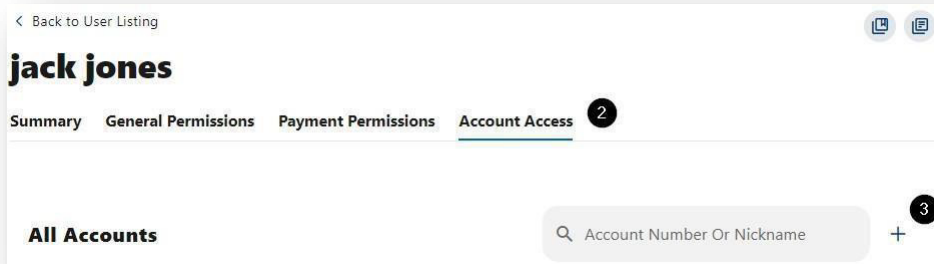 Back to User Listing
jack jones
Summary General Permissions Payment Permissions Account Access 2
3
All Accounts Account Number Or Nickname +